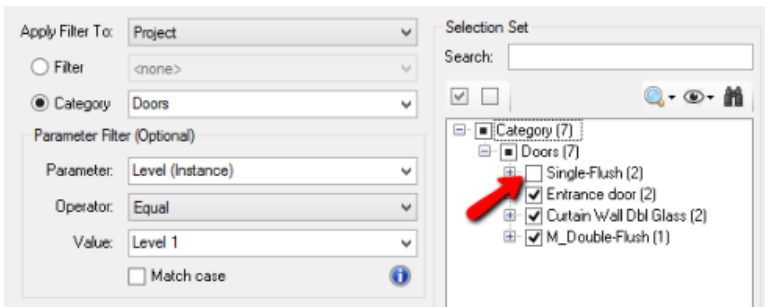 Apply Filter To: Project
Filter <none>
Category Doors
Parameter Filter (Optional)
Parameter: Level (Instance)
Operator: Equal
Value: Level 1
Match case
Selection Set
Search:
Category (7)
Doors (7)
Single-Flush (2)
Entrance door (2)
Curtain Wall Dbl Glass (2)
M_Double-Flush (1)